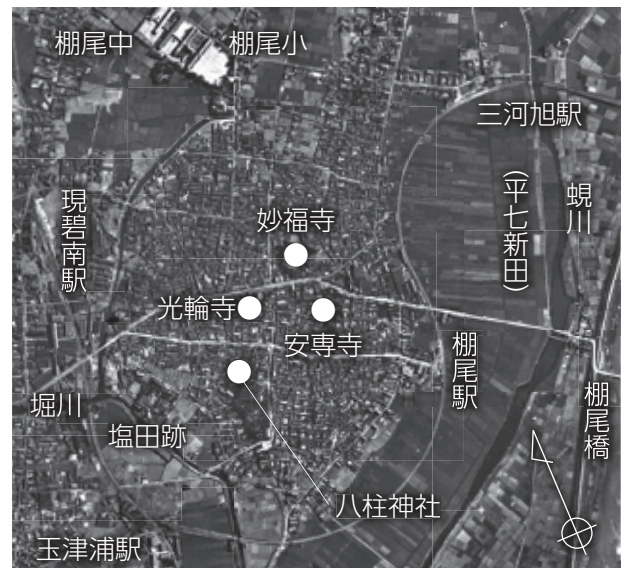 棚尾中
棚尾小
三河旭駅
（平七新田）
蜆川
現碧南駅
妙福寺
光輪寺
安専寺
棚尾駅
棚尾橋
堀川
塩田跡
八柱神社
玉津浦駅